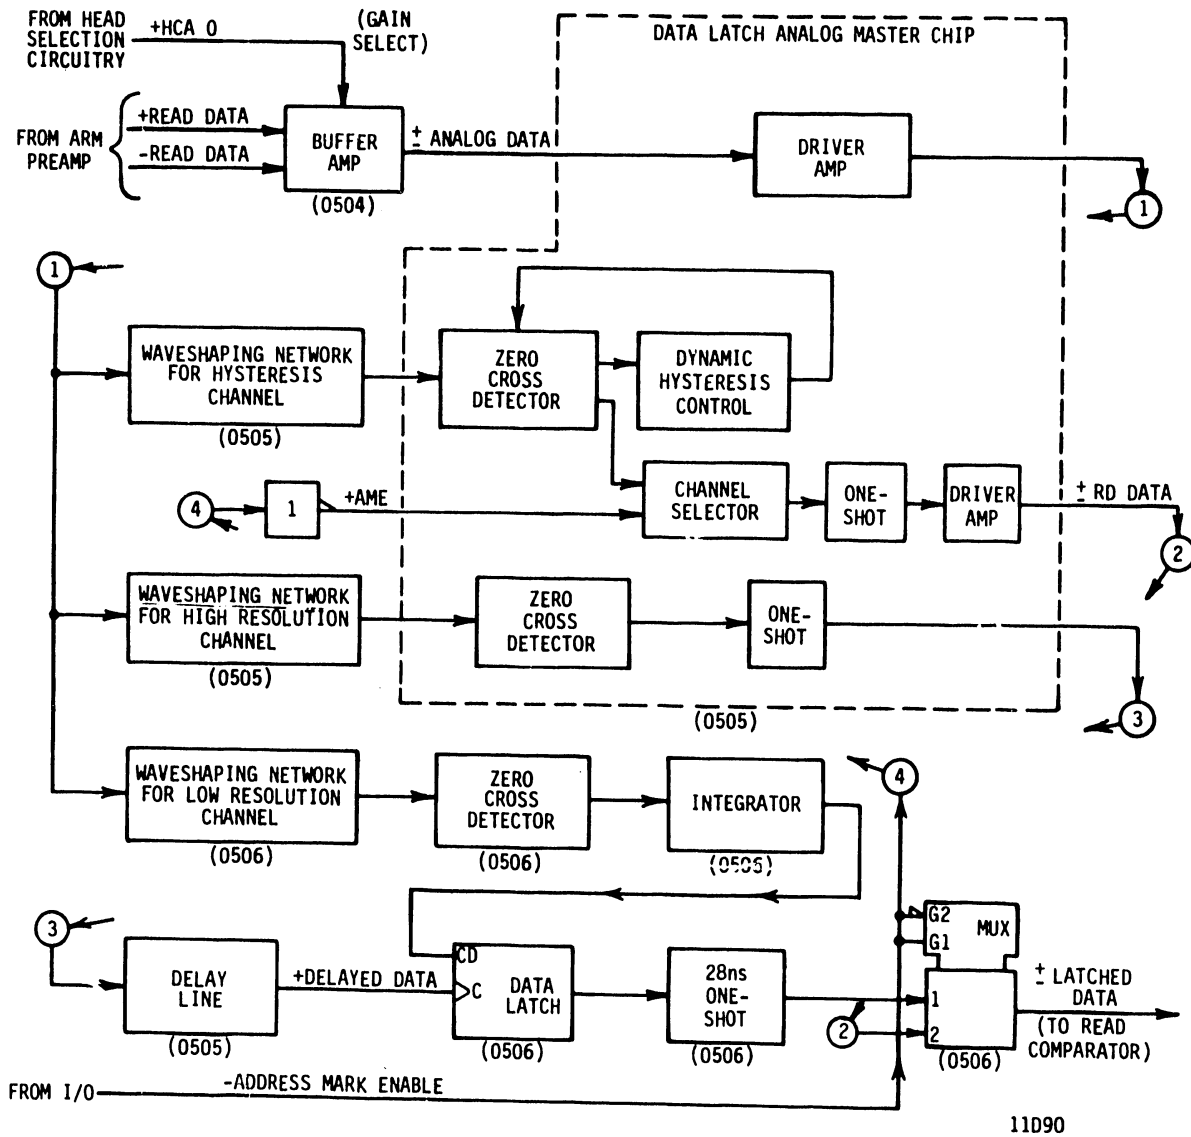 FROM HEAD
SELECTION
CIRCUITRY
+HCA 0
(GAIN
SELECT)
DATA LATCH ANALOG MASTER CHIP
FROM ARM
PREAMP
+READ DATA
-READ DATA
BUFFER
AMP
(0504)
± ANALOG DATA
DRIVER
AMP
1
1
WAVESHAPING NETWORK
FOR HYSTERESIS
CHANNEL
(0505)
ZERO
CROSS
DETECTOR
DYNAMIC
HYSTERESIS
CONTROL
4
1
+AME
CHANNEL
SELECTOR
ONE-
SHOT
DRIVER
AMP
± RD DATA
2
WAVESHAPING NETWORK
FOR HIGH RESOLUTION
CHANNEL
(0505)
ZERO
CROSS
DETECTOR
ONE-
SHOT
3
(0505)
WAVESHAPING NETWORK
FOR LOW RESOLUTION
CHANNEL
(0506)
ZERO
CROSS
DETECTOR
(0506)
INTEGRATOR
(0506)
4
3
DELAY
LINE
(0505)
+DELAYED DATA
CD
C
DATA
LATCH
(0506)
28ns
ONE-
SHOT
(0506)
2
G2
G1
MUX
1
2
(0506)
± LATCHED
DATA
(TO READ
COMPARATOR)
FROM I/O
-ADDRESS MARK ENABLE
11D90